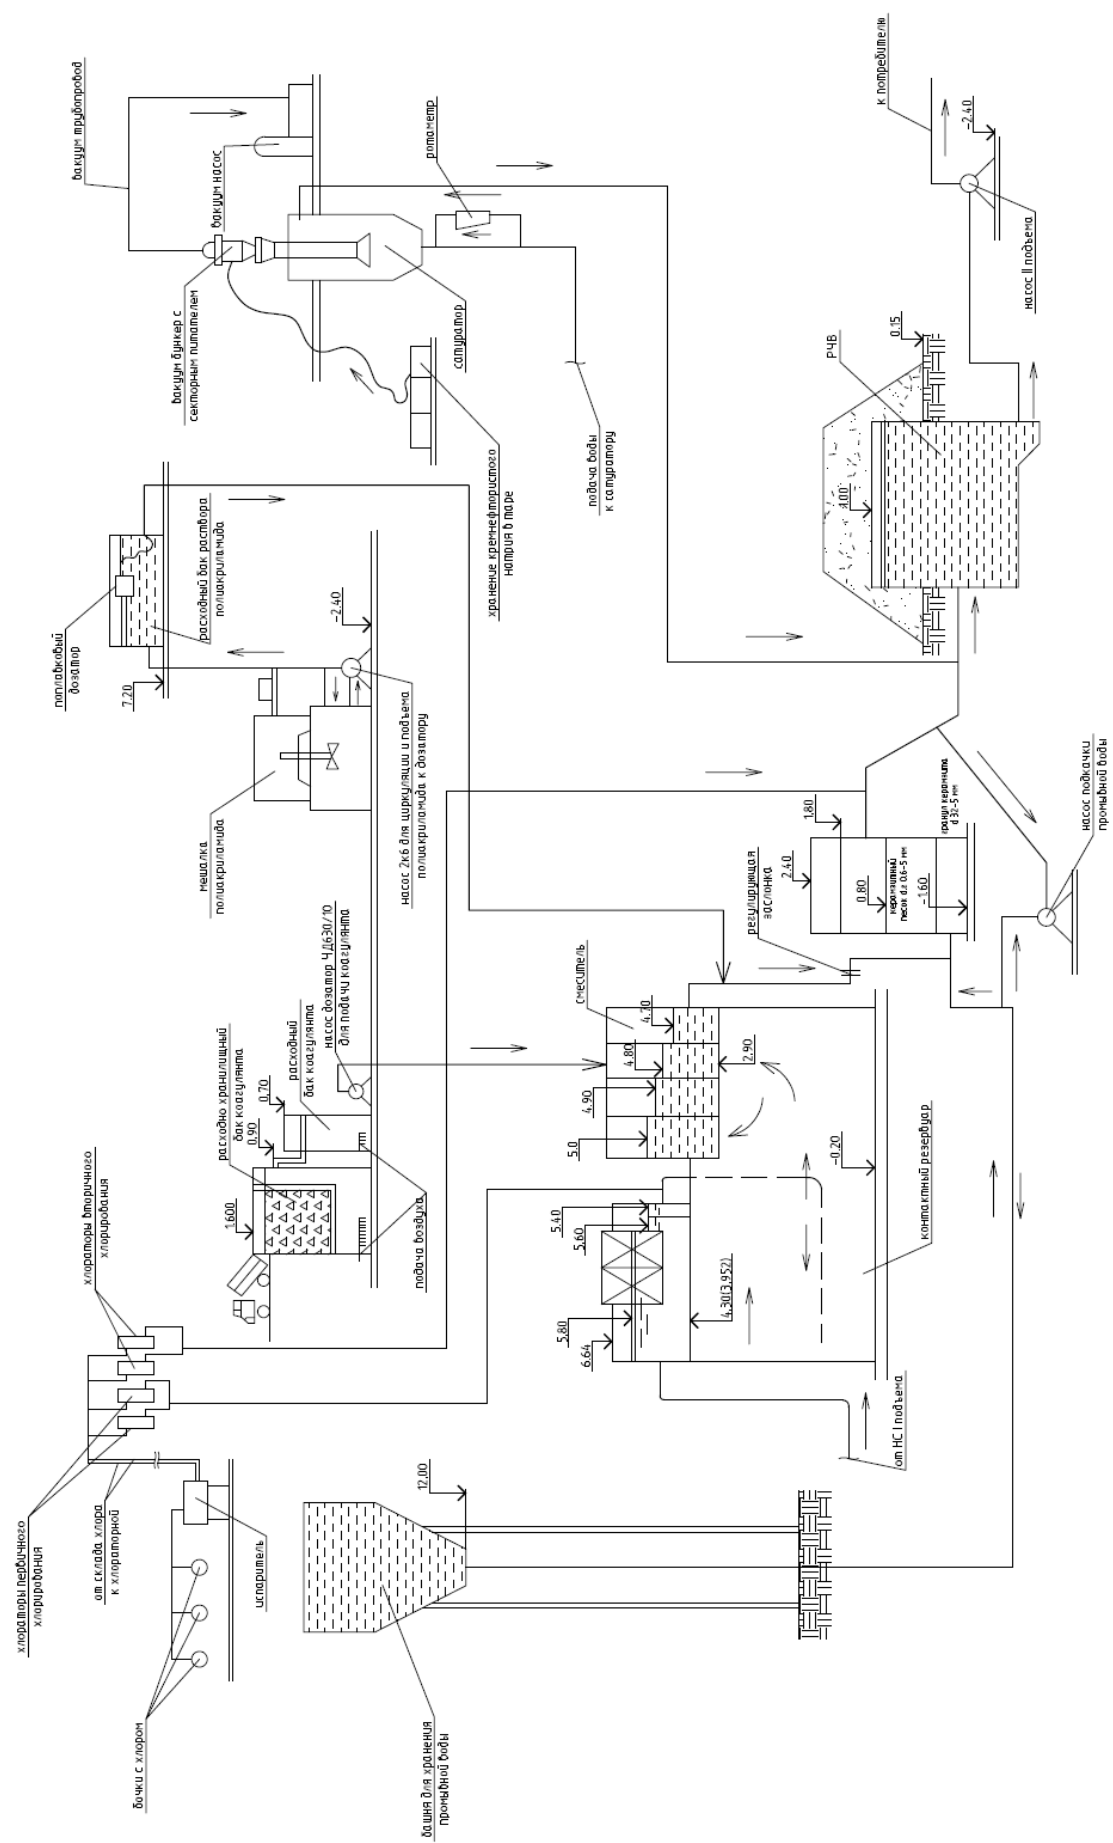 вакуум трубопровод
вакуум насос
вакуум бункер с
секторным питателем
ротаметр
сатуратор
хранение кремнефтористого
натрия в таре
подача воды
к сатуратору
к потребителю
-2.40
насос II подъема
0.15
РЧВ
4.00
поплавковый
дозатор
7.20
расходный бак раствора
полиакриламида
-2.40
мешалка
полиакриламида
насос 2к6 для циркуляции и подъема
полиакриламида к дозатору
насос подкачки
промывной воды
гранул керамзита
d 32-5 мм
1.80
2.40
0.80
керамзитный
песок d.г 0.6-5 мм
-1.60
регулирующая
заслонка
смеситель
4.70
4.80
4.90
5.0
2.90
насос дозатор ЧД630/10
для подачи коагулянта
расходный
бак коагулянта
0.70
расходно хранилищный
бак коагулянта
0.90
1.600
подача воздуха
хлораторы вторичного
хлорирования
хлораторы первичного
хлорирования
от склада хлора
к хлораторной
испаритель
бочки с хлором
5.40
5.60
5.80
6.64
4.30(3.952)
-0.20
контактный резервуар
от НС I подъема
12.00
башня для хранения
промывной воды